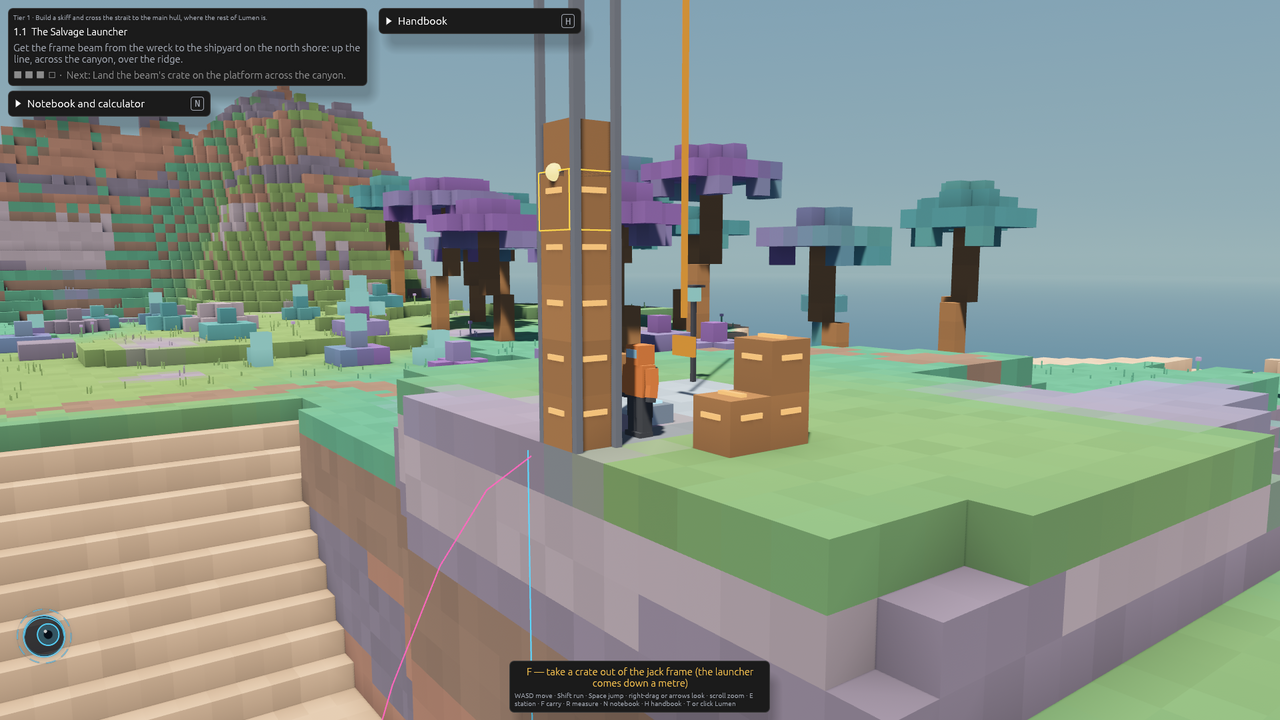 Tier 1 · Build a skiff and cross the strait to the main hull, where the rest of Lumen is.
1.1 The Salvage Launcher
Get the frame beam from the wreck to the shipyard on the north shore: up the
line, across the canyon, over the ridge.
· Next: Land the beam's crate on the platform across the canyon.
Handbook H
Notebook and calculator N
F — take a crate out of the jack frame (the launcher
comes down a metre)
WASD move · Shift run · Space jump · right-drag or arrows look · scroll zoom · E
station · F carry · R measure · N notebook · H handbook · T or click Lumen